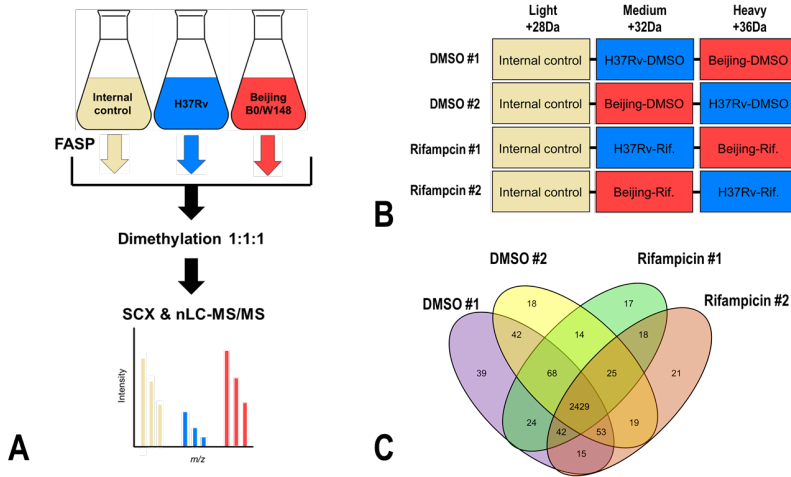 Internal
control
H37Rv
Beijing
B0/W148
FASP
Dimethylation 1:1:1
SCX & nLC-MS/MS
Intensity
m/z
A
Light
+28Da
Medium
+32Da
Heavy
+36Da
DMSO #1
Internal control
H37Rv-DMSO
Beijing-DMSO
DMSO #2
Internal control
Beijing-DMSO
H37Rv-DMSO
Rifampcin #1
Internal control
H37Rv-Rif.
Beijing-Rif.
Rifampcin #2
Internal control
Beijing-Rif.
H37Rv-Rif.
B
DMSO #2
Rifampicin #1
DMSO #1
Rifampicin #2
18
17
42
14
18
39
68
25
21
2429
24
42
53
19
15
C